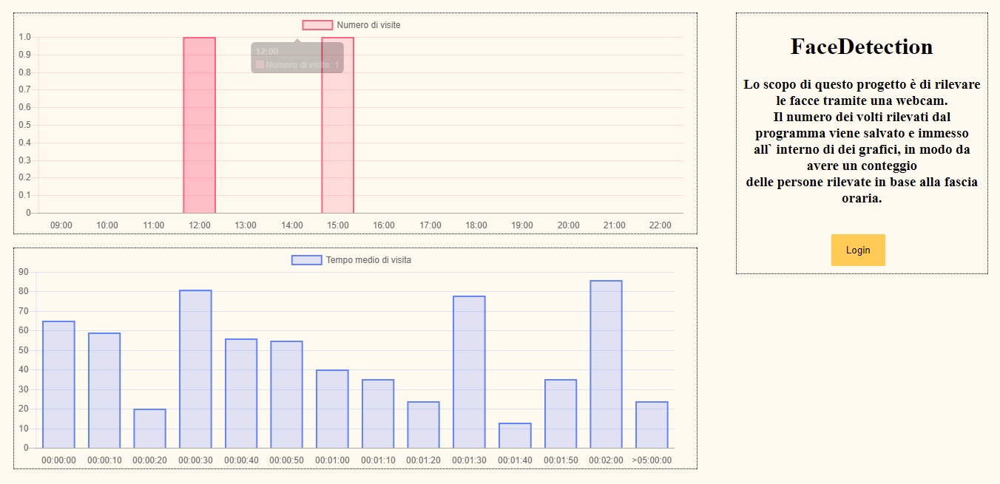 Numero di visite
1.0
0.9
0.8
0.7
0.6
0.5
0.4
0.3
0.2
0.1
0
12:00
Numero di visite: 1
09:00 10:00 11:00 12:00 13:00 14:00 15:00 16:00 17:00 18:00 19:00 20:00 21:00 22:00
Tempo medio di visita
90
80
70
60
50
40
30
20
10
0
00:00:00 00:00:10 00:00:20 00:00:30 00:00:40 00:00:50 00:01:00 00:01:10 00:01:20 00:01:30 00:01:40 00:01:50 00:02:00 >05:00:00
FaceDetection
Lo scopo di questo progetto è di rilevare
le facce tramite una webcam.
Il numero dei volti rilevati dal
programma viene salvato e immesso
all` interno di dei grafici, in modo da
avere un conteggio
delle persone rilevate in base alla fascia
oraria.
Login